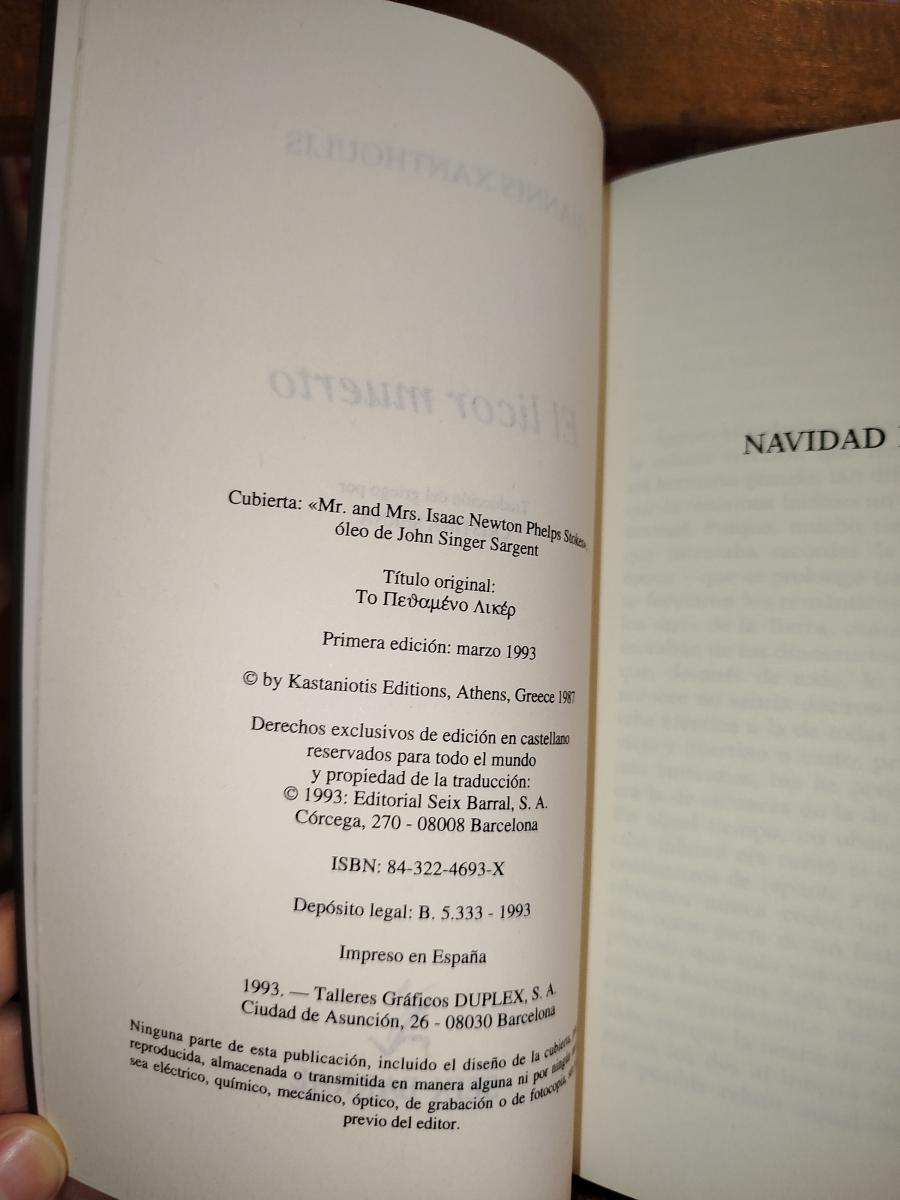 Cubierta: «Mr. and Mrs. Isaac Newton Phelps Stokes»,
óleo de John Singer Sargent
Título original:
Το Πεθαμένο Λικέρ
Primera edición: marzo 1993
© by Kastaniotis Editions, Athens, Greece 1987
Derechos exclusivos de edición en castellano
reservados para todo el mundo
y propiedad de la traducción:
© 1993: Editorial Seix Barral, S. A.
Córcega, 270 - 08008 Barcelona
ISBN: 84-322-4693-X
Depósito legal: B. 5.333 - 1993
Impreso en España
1993. — Talleres Gráficos DUPLEX, S. A.
Ciudad de Asunción, 26 - 08030 Barcelona
Ninguna parte de esta publicación, incluido el diseño de la cubierta,
reproducida, almacenada o transmitida en manera alguna ni por ningún
sea eléctrico, químico, mecánico, óptico, de grabación o de fotocopia,
previo del editor.
NAVIDAD